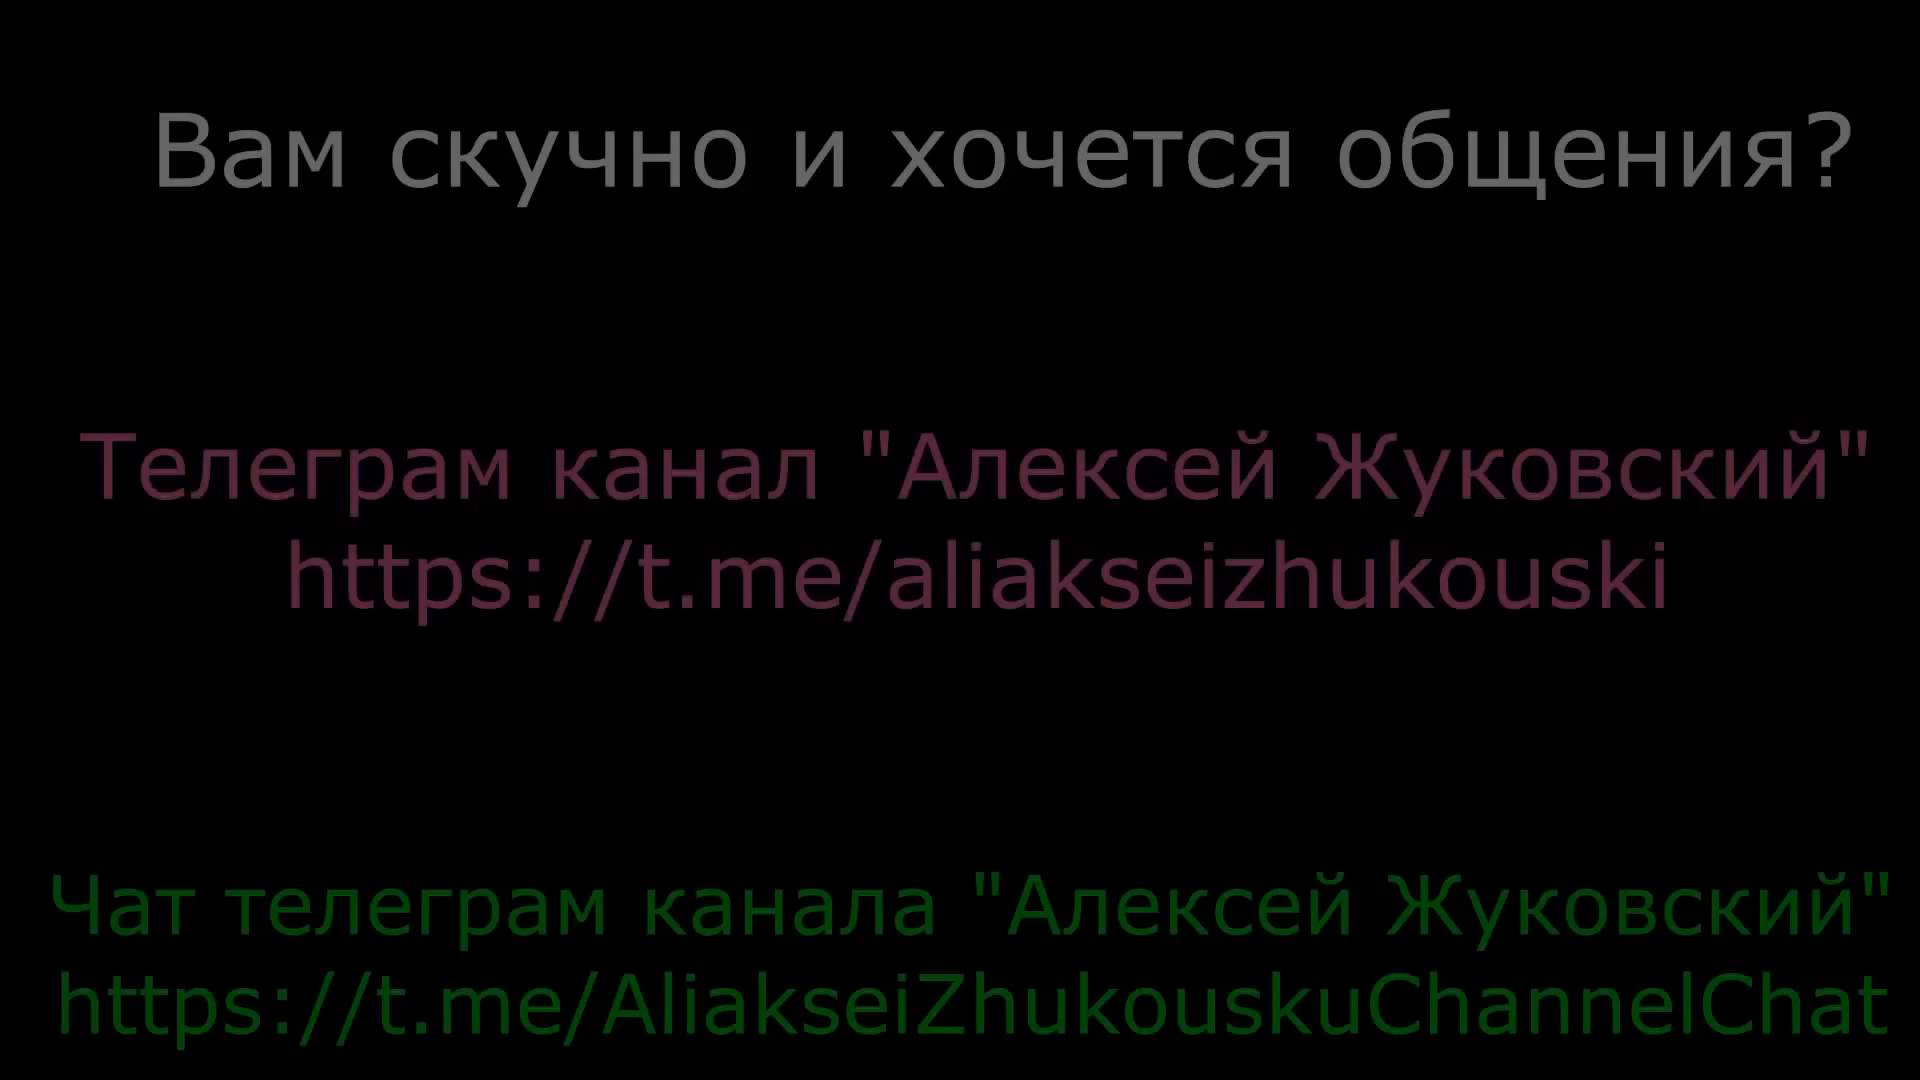 Вам скучно и хочется общения?
Телеграм канал "Алексей Жуковский"
https://t.me/aliakseizhukouski
Чат телеграм канала "Алексей Жуковский"
https://t.me/AliakseiZhukouskuChannelChat